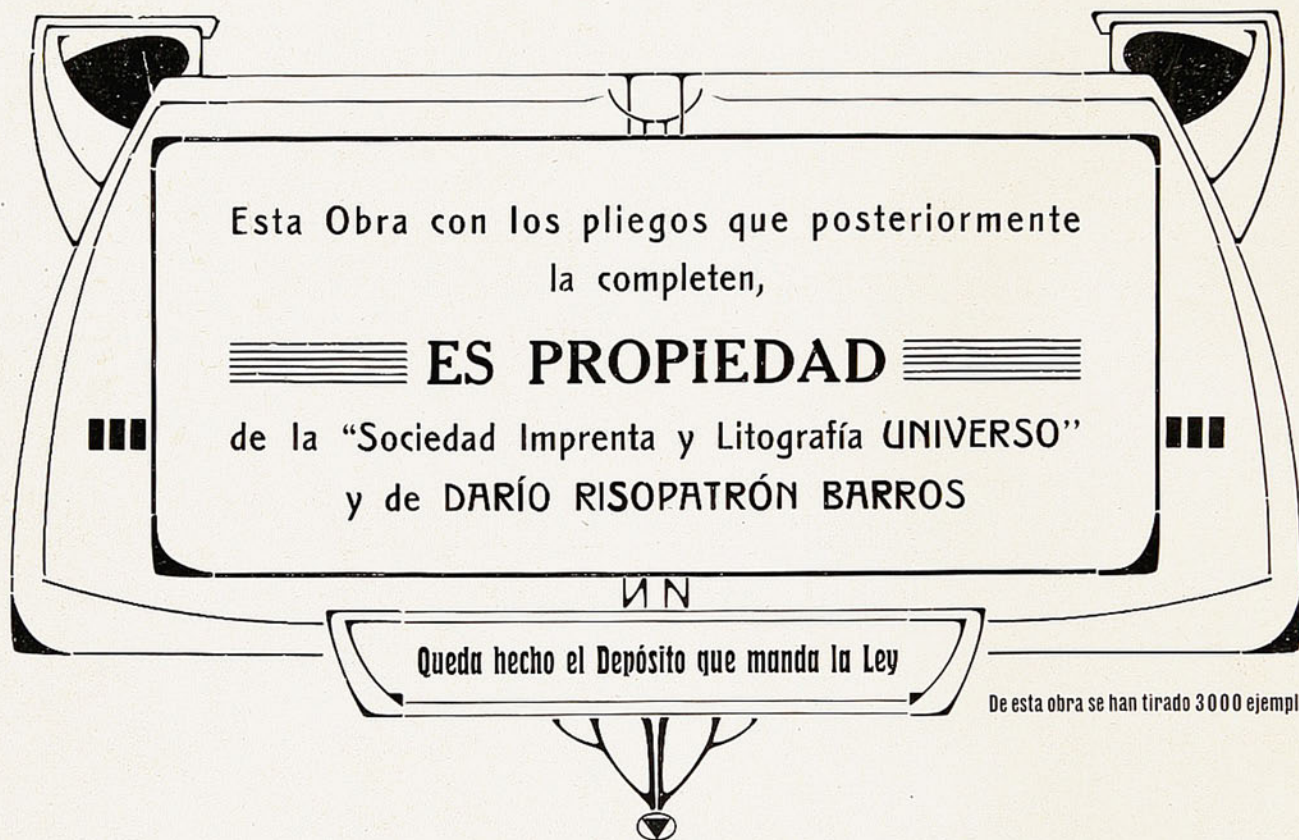 Esta Obra con los pliegos que posteriormente
la completen,
ES PROPIEDAD
de la “Sociedad Imprenta y Litografía UNIVERSO”
y de DARÍO RISOPATRÓN BARROS
Queda hecho el Depósito que manda la Ley
De esta obra se han tirado 3000